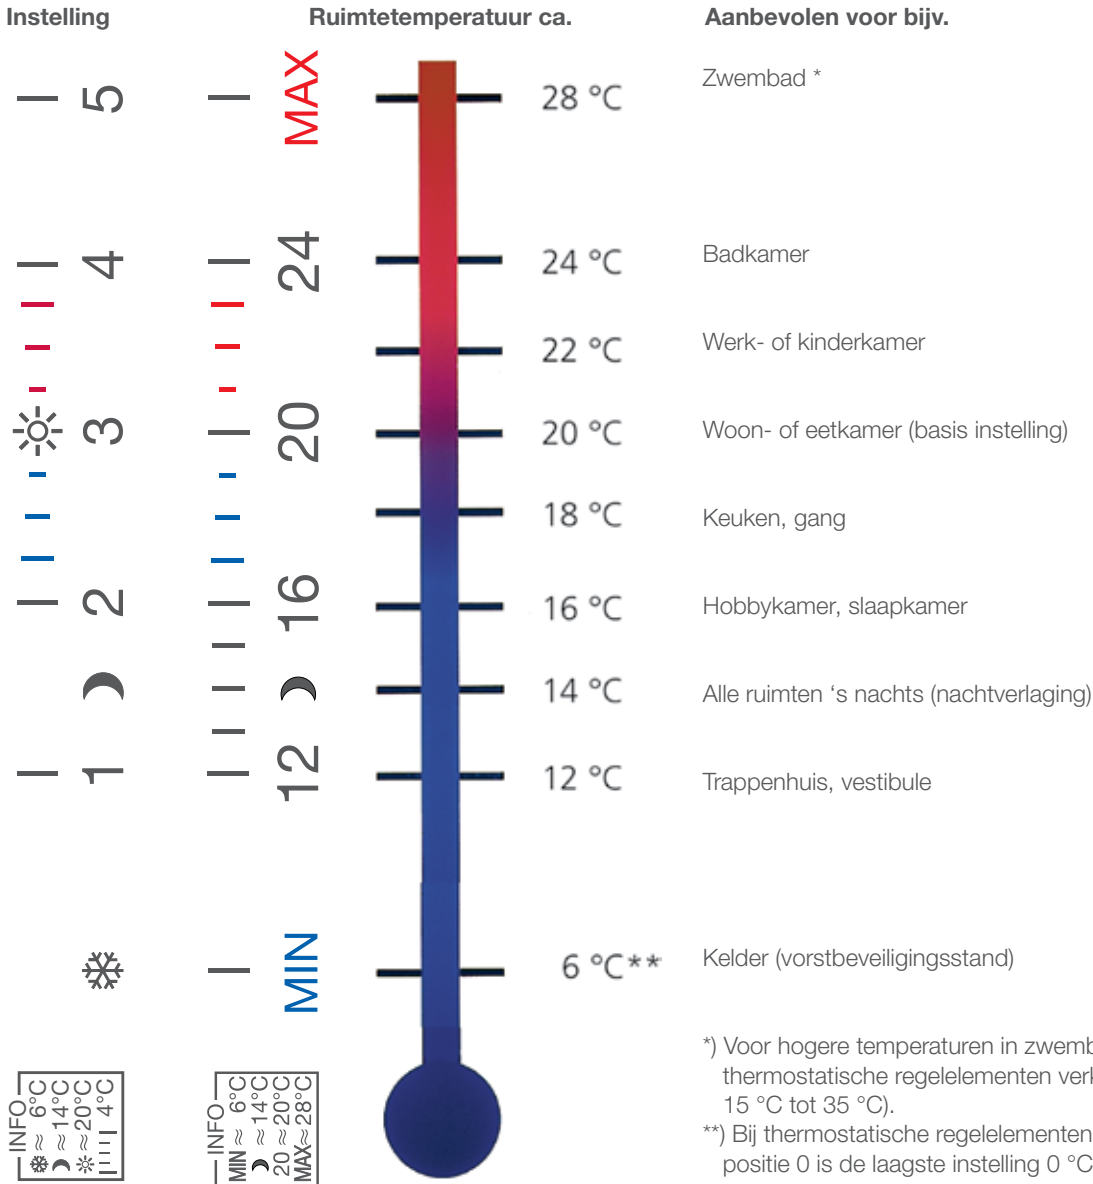 Instelling Ruimtetemperatuur ca. Aanbevolen voor bijv.
5 MAX 28 °C Zwembad *
4 24 24 °C Badkamer
22 °C Werk- of kinderkamer
3 20 20 °C Woon- of eetkamer (basis instelling)
18 °C Keuken, gang
2 16 16 °C Hobbykamer, slaapkamer
14 °C Alle ruimten ‘s nachts (nachtverlaging)
1 12 12 °C Trappenhuis, vestibule
MIN 6 °C** Kelder (vorstbeveiligingsstand)
*) Voor hogere temperaturen in zwemb
thermostatische regelelementen verk
15 °C tot 35 °C).
**) Bij thermostatische regelelementen
positie 0 is de laagste instelling 0 °C
INFO
≈ 6°C
≈ 14°C
≈ 20°C
4°C
INFO
MIN ≈ 6°C
≈ 14°C
20 ≈ 20°C
MAX ≈ 28°C